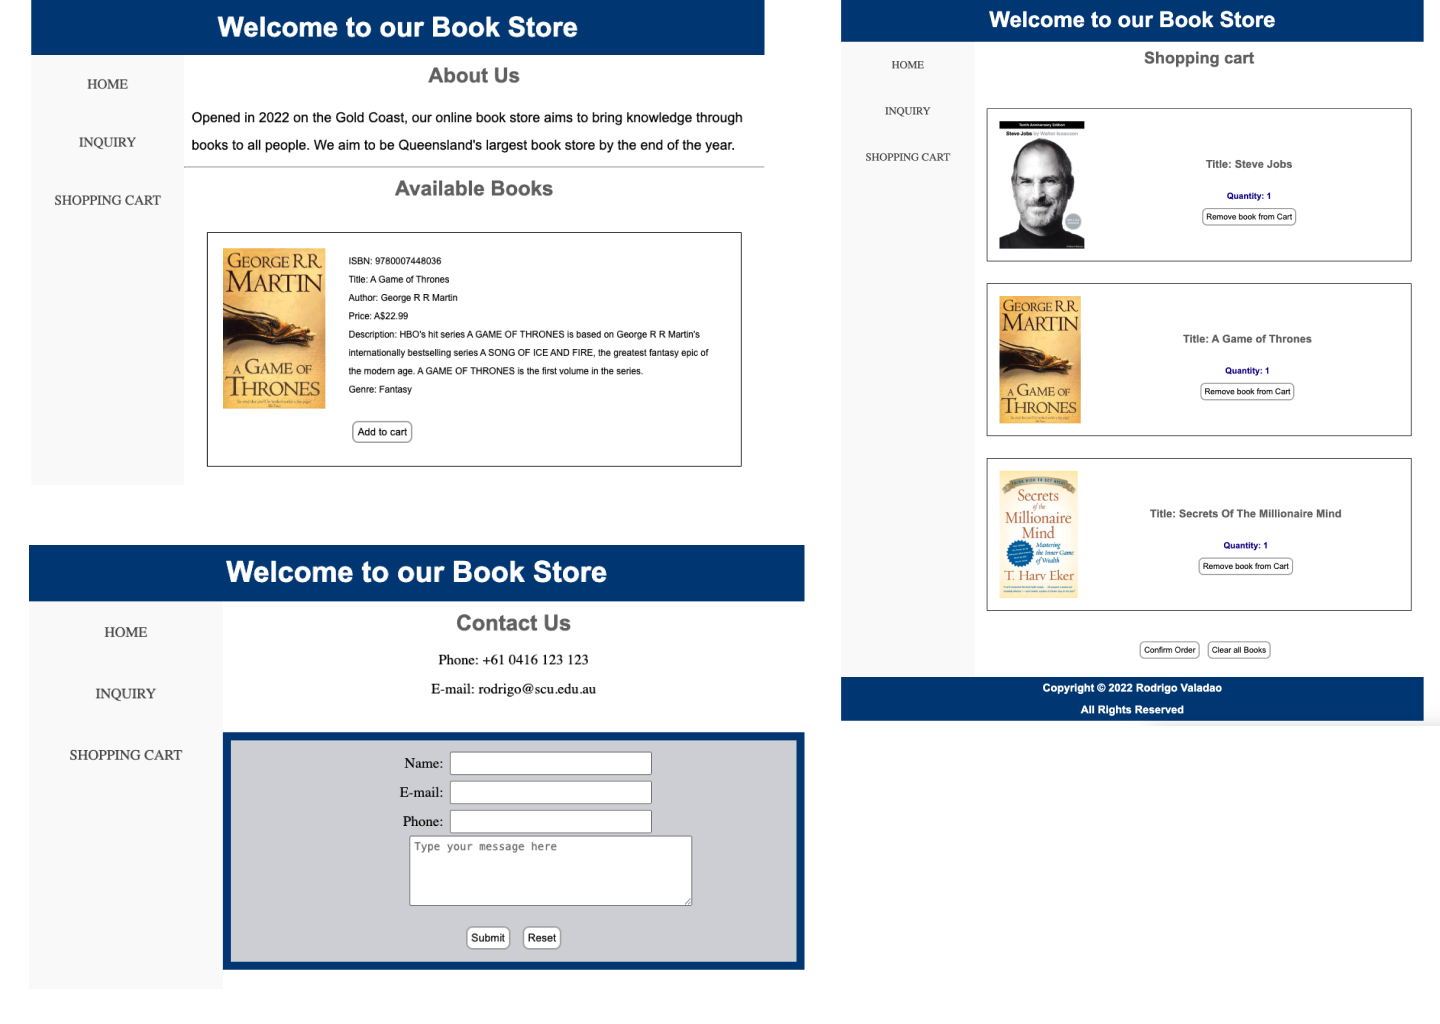 Welcome to our Book Store
HOME
INQUIRY
SHOPPING CART
About Us
Opened in 2022 on the Gold Coast, our online book store aims to bring knowledge through
books to all people. We aim to be Queensland's largest book store by the end of the year.
Available Books
GEORGE R.R.
MARTIN
A GAME OF
THRONES
ISBN: 9780007448036
Title: A Game of Thrones
Author: George R R Martin
Price: A$22.99
Description: HBO's hit series A GAME OF THRONES is based on George R R Martin's
internationally bestselling series A SONG OF ICE AND FIRE, the greatest fantasy epic of
the modern age. A GAME OF THRONES is the first volume in the series.
Genre: Fantasy
Add to cart
Welcome to our Book Store
HOME
INQUIRY
SHOPPING CART
Contact Us
Phone: +61 0416 123 123
E-mail: rodrigo@scu.edu.au
Name:
E-mail:
Phone:
Type your message here
Submit Reset
Welcome to our Book Store
HOME
INQUIRY
SHOPPING CART
Shopping cart
Tenth Anniversary Edition
Steve Jobs by Walter Isaacson
Title: Steve Jobs
Quantity: 1
Remove book from Cart
GEORGE R.R.
MARTIN
A GAME OF
THRONES
Title: A Game of Thrones
Quantity: 1
Remove book from Cart
Secrets
of the
Millionaire
Mind
Mastering
the Inner Game
of Wealth
T. Harv Eker
Title: Secrets Of The Millionaire Mind
Quantity: 1
Remove book from Cart
Confirm Order Clear all Books
Copyright © 2022 Rodrigo Valadao
All Rights Reserved